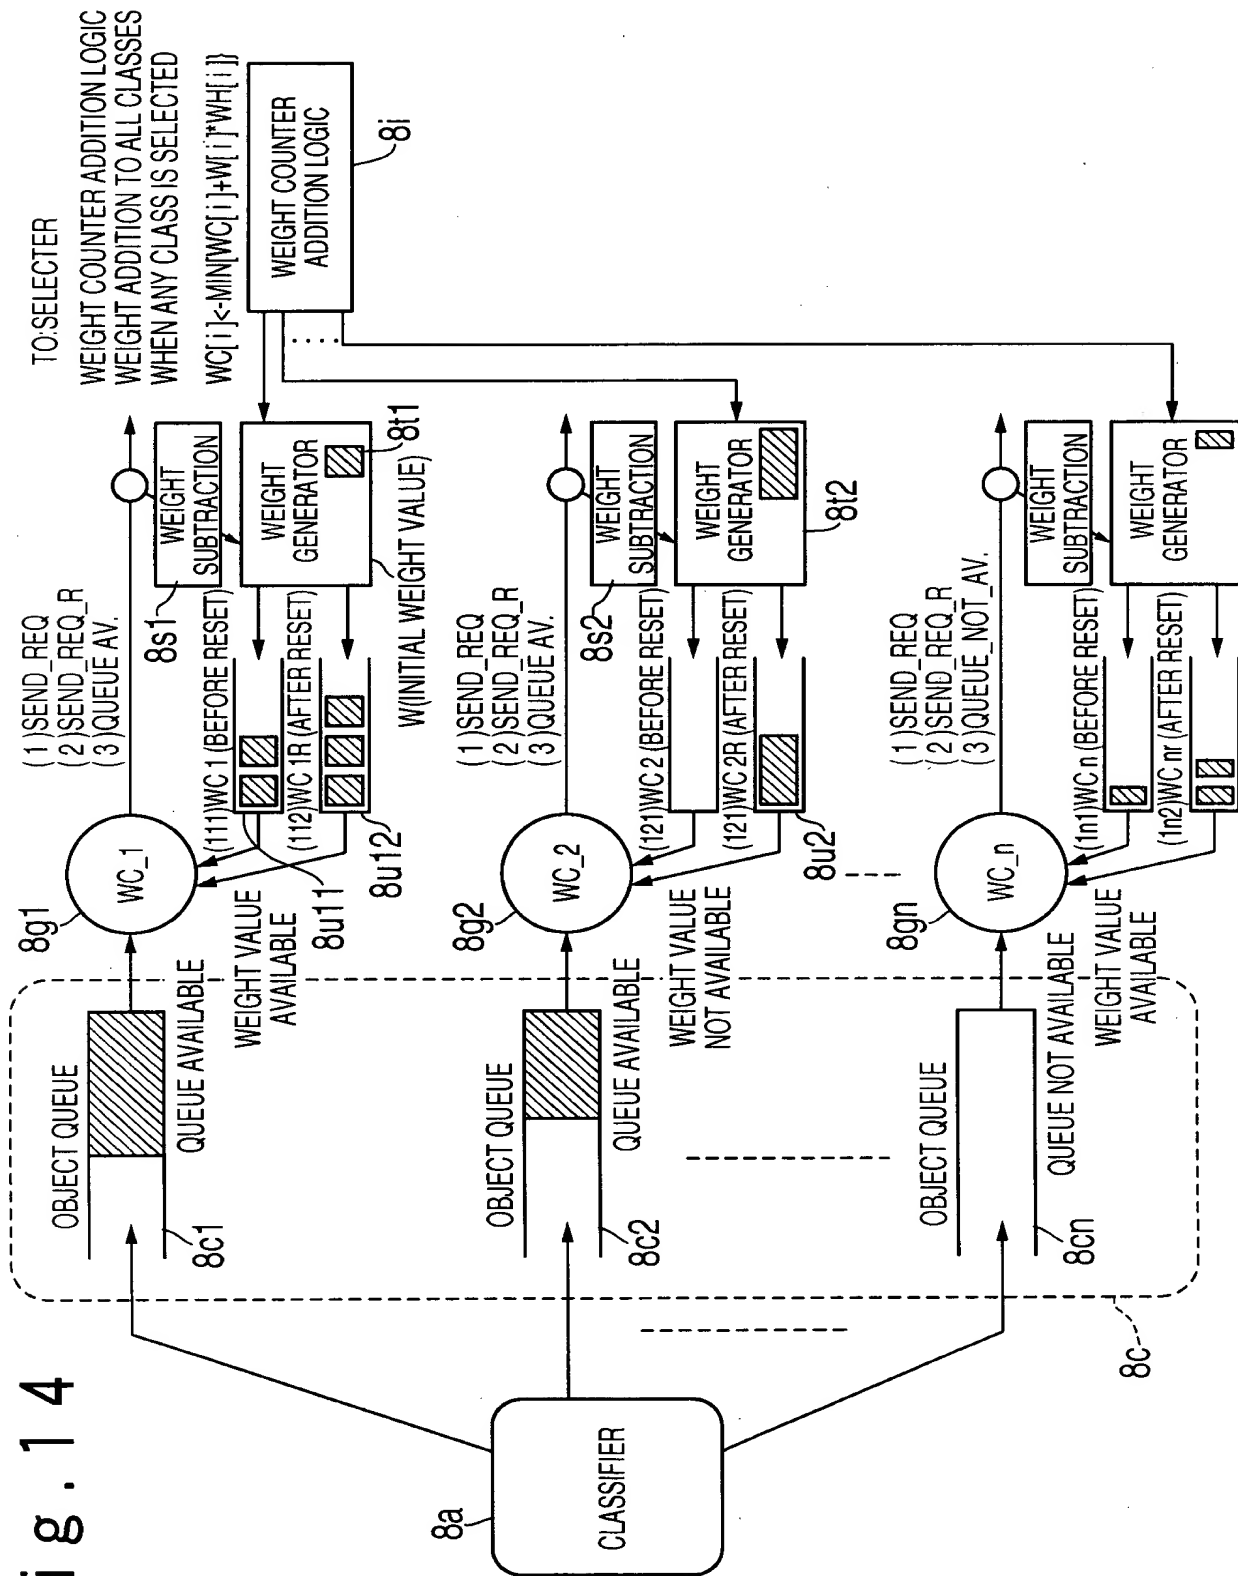 ig.14
TO:SELECTER
WEIGHT COUNTER ADDITION LOGIC
WEIGHT ADDITION TO ALL CLASSES
WHEN ANY CLASS IS SELECTED
WC[i]<-MIN[WC[i]+W[i]*WH[i]}
WEIGHT COUNTER
ADDITION LOGIC
8i
8a
CLASSIFIER
8c
OBJECT QUEUE
8c1
QUEUE AVAILABLE
8g1
WC_1
WEIGHT VALUE
AVAILABLE
(1)SEND_REQ
(2)SEND_REQ_R
(3)QUEUE AV.
8s1
WEIGHT
SUBTRACTION
(111)WC 1 (BEFORE RESET)
(112)WC 1R (AFTER RESET)
8u11
8u12
WEIGHT
GENERATOR
8t1
W(INITIAL WEIGHT VALUE)
OBJECT QUEUE
8c2
QUEUE AVAILABLE
8g2
WC_2
WEIGHT VALUE
NOT AVAILABLE
(1)SEND_REQ
(2)SEND_REQ_R
(3)QUEUE AV.
8s2
WEIGHT
SUBTRACTION
(121)WC 2 (BEFORE RESET)
(121)WC 2R (AFTER RESET)
8u2
WEIGHT
GENERATOR
8t2
OBJECT QUEUE
8cn
QUEUE NOT AVAILABLE
8gn
WC_n
WEIGHT VALUE
AVAILABLE
(1)SEND_REQ
(2)SEND_REQ_R
(3)QUEUE_NOT_AV.
WEIGHT
SUBTRACTION
(1n1)WC n (BEFORE RESET)
(1n2)WC nr (AFTER RESET)
WEIGHT
GENERATOR